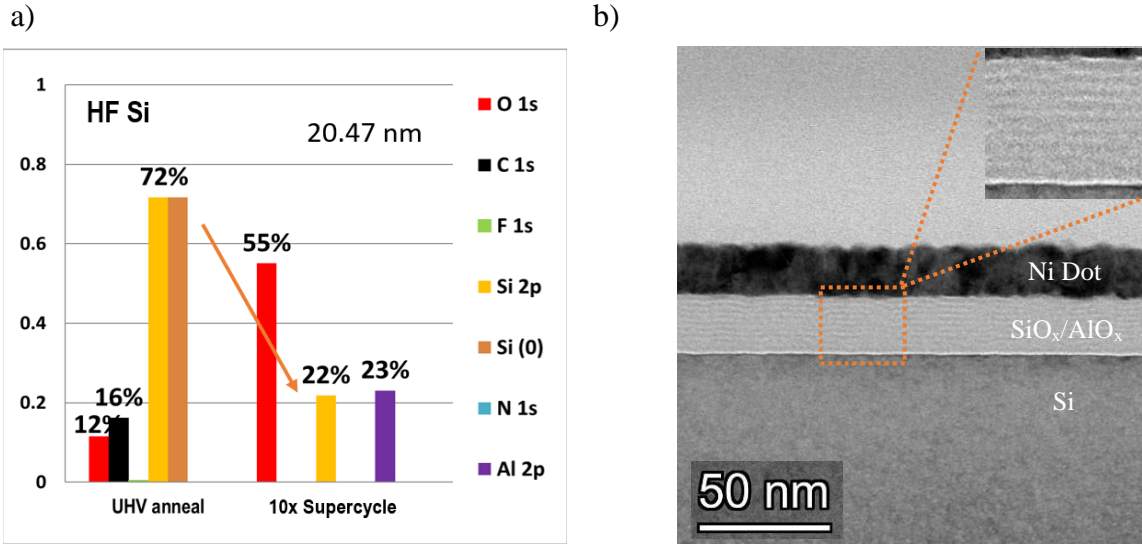 a)
b)
HF Si
20.47 nm
1
0.8
0.6
0.4
0.2
0
12%
16%
72%
55%
22%
23%
UHV anneal
10x Supercycle
O 1s
C 1s
F 1s
Si 2p
Si (0)
N 1s
Al 2p
Ni Dot
SiOₓ/AlOₓ
Si
50 nm